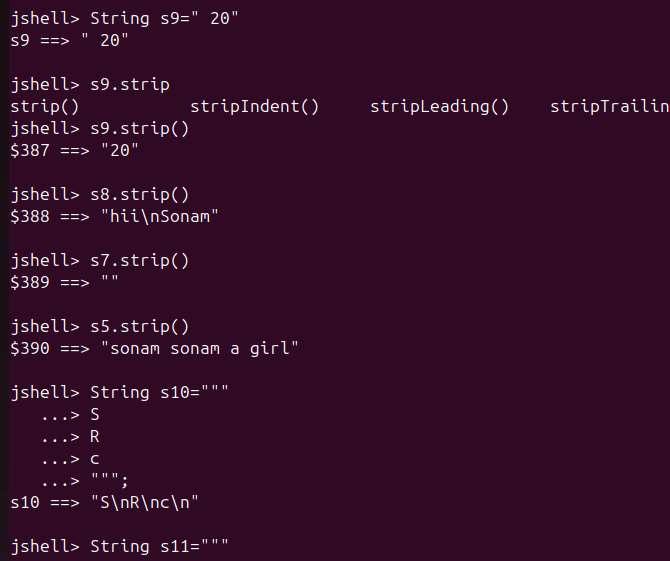 jshell> String s9=" 20"
s9 ==> " 20"
jshell> s9.strip
strip() stripIndent() stripLeading() stripTrailin
jshell> s9.strip()
$387 ==> "20"
jshell> s8.strip()
$388 ==> "hii\nSonam"
jshell> s7.strip()
$389 ==> ""
jshell> s5.strip()
$390 ==> "sonam sonam a girl"
jshell> String s10="""
...> S
...> R
...> c
...> """;
s10 ==> "S\nR\nc\n"
jshell> String s11="""